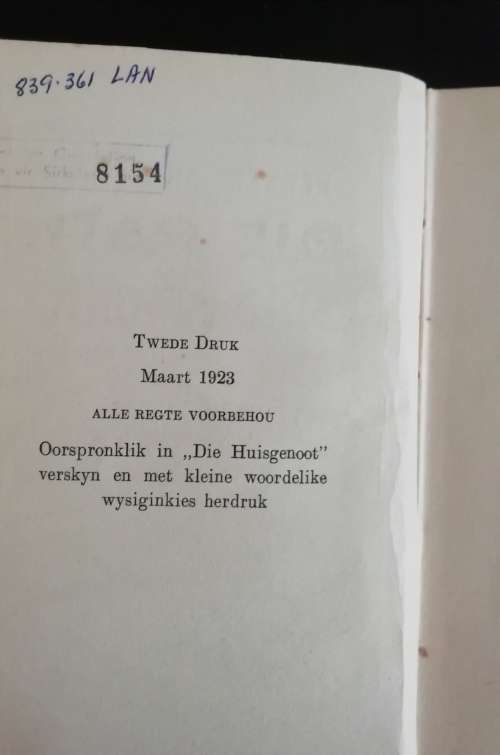 839.361 LAN
8154
TWEDE DRUK
Maart 1923
ALLE REGTE VOORBEHOU
Oorspronklik in „Die Huisgenoot”
verskyn en met kleine woordelike
wysiginkies herdruk